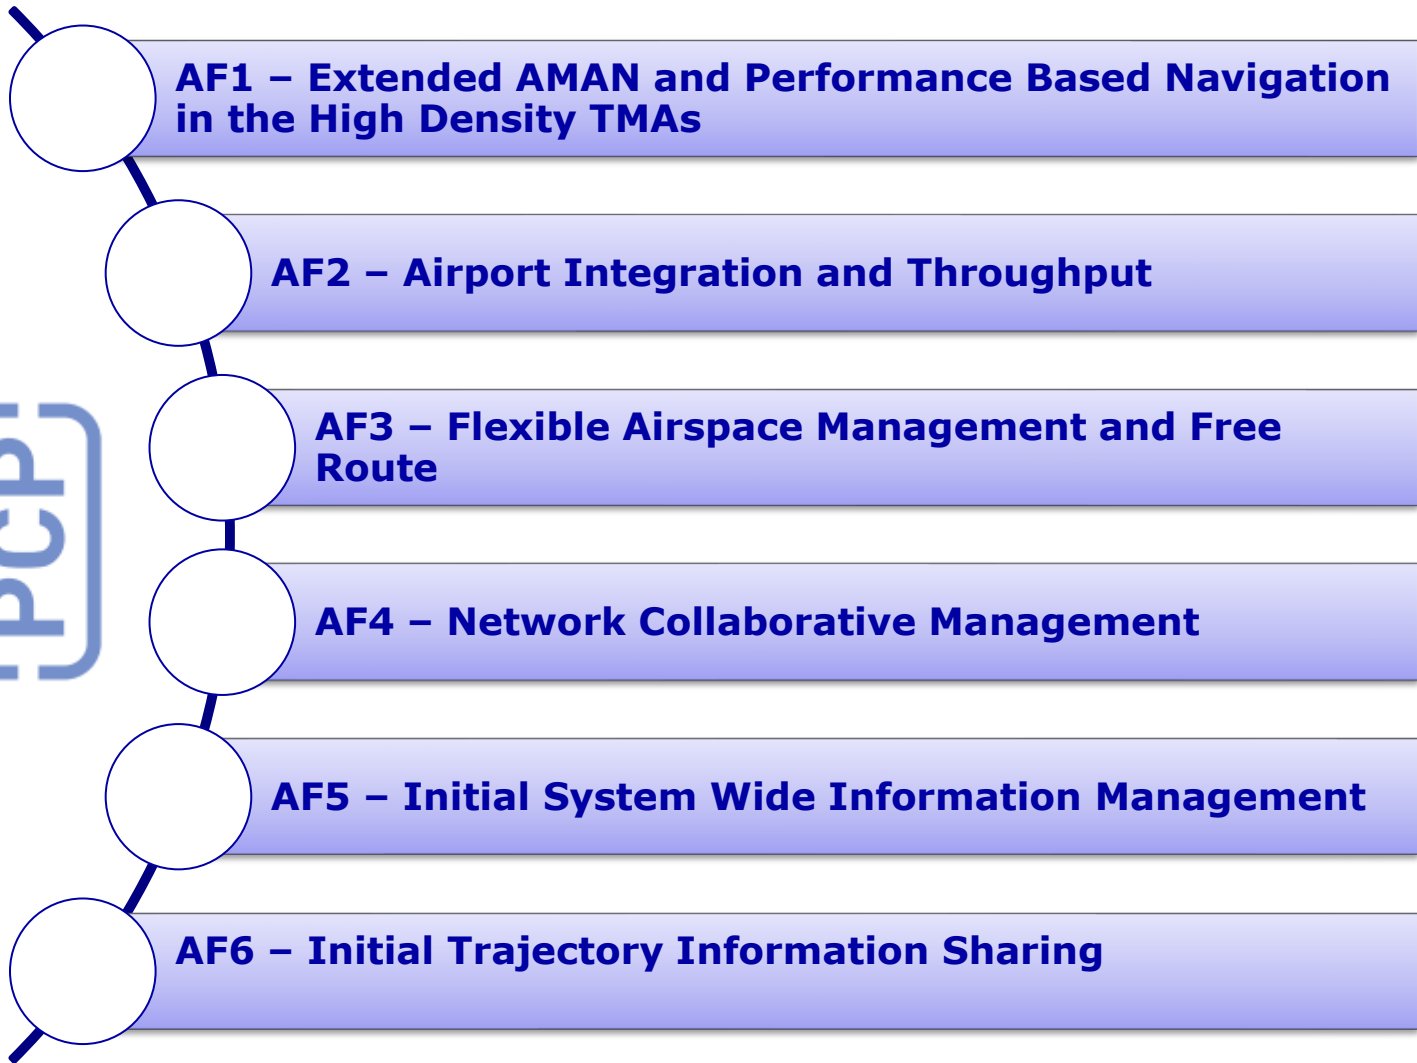 AF1 – Extended AMAN and Performance Based Navigation
in the High Density TMAs
AF2 – Airport Integration and Throughput
AF3 – Flexible Airspace Management and Free
Route
PCP
AF4 – Network Collaborative Management
AF5 – Initial System Wide Information Management
AF6 – Initial Trajectory Information Sharing